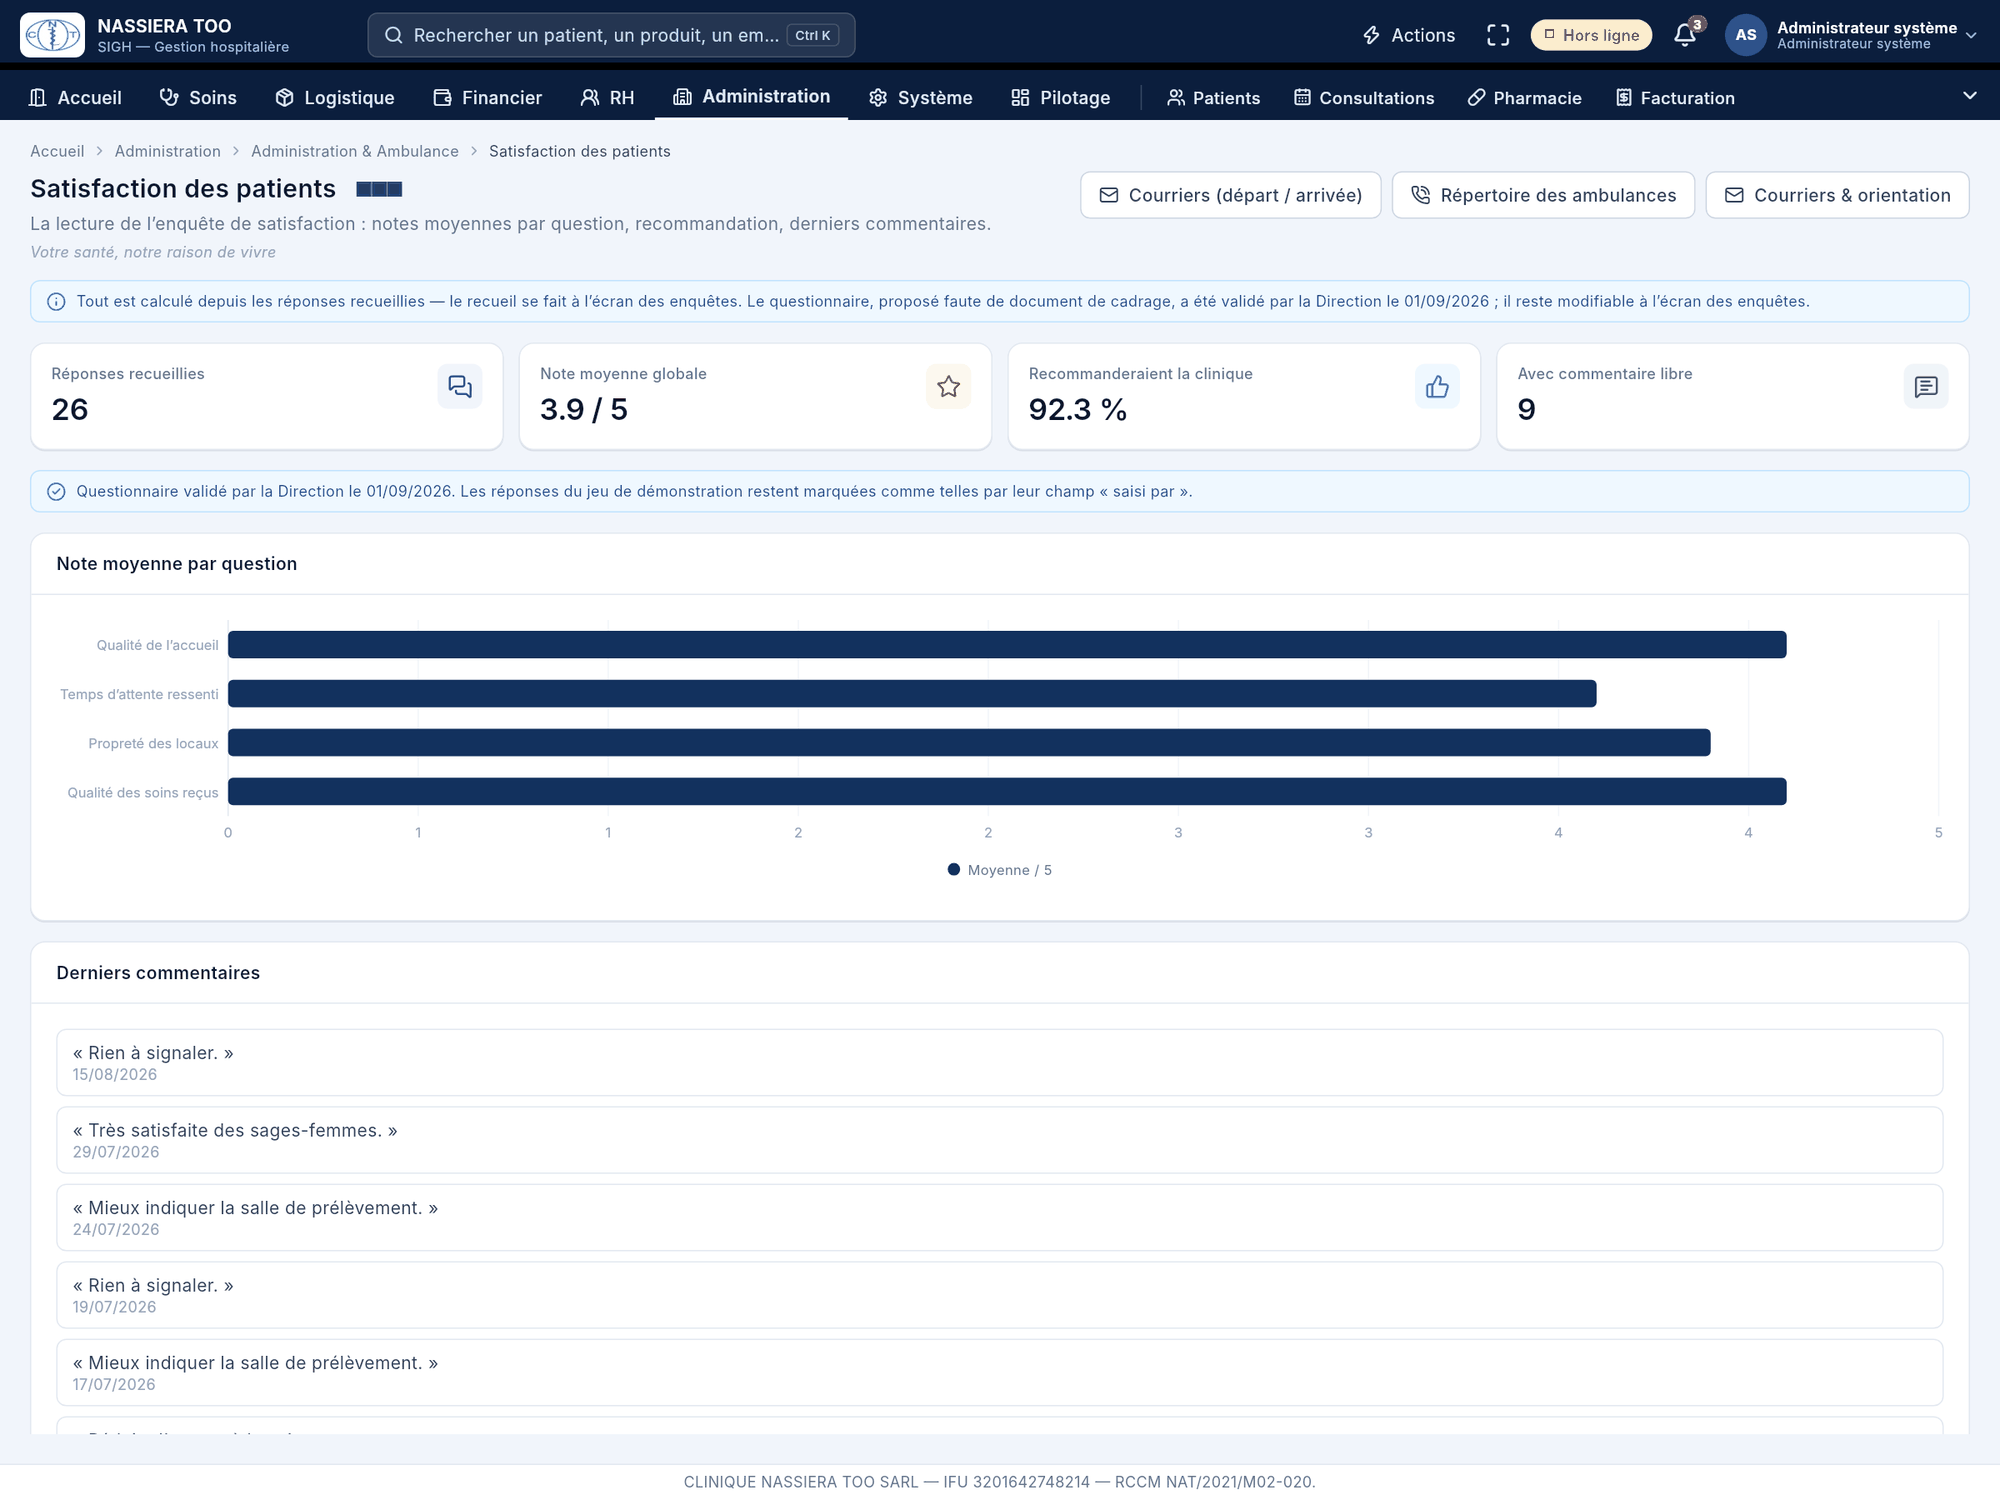 NASSIERA TOO
SIGH — Gestion hospitalière
Rechercher un patient, un produit, un em... Ctrl K
Actions
Hors ligne
3
AS
Administrateur système
Administrateur système
Accueil Soins Logistique Financier RH Administration Système Pilotage Patients Consultations Pharmacie Facturation
Accueil > Administration > Administration & Ambulance > Satisfaction des patients
Satisfaction des patients
Courriers (départ / arrivée) Répertoire des ambulances Courriers & orientation
La lecture de l’enquête de satisfaction : notes moyennes par question, recommandation, derniers commentaires.
Votre santé, notre raison de vivre
Tout est calculé depuis les réponses recueillies — le recueil se fait à l’écran des enquêtes. Le questionnaire, proposé faute de document de cadrage, a été validé par la Direction le 01/09/2026 ; il reste modifiable à l’écran des enquêtes.
Réponses recueillies
26
Note moyenne globale
3.9 / 5
Recommanderaient la clinique
92.3 %
Avec commentaire libre
9
Questionnaire validé par la Direction le 01/09/2026. Les réponses du jeu de démonstration restent marquées comme telles par leur champ « saisi par ».
Note moyenne par question
Qualité de l’accueil
Temps d’attente ressenti
Propreté des locaux
Qualité des soins reçus
0 1 1 2 2 3 3 4 4 5
Moyenne / 5
Derniers commentaires
« Rien à signaler. »
15/08/2026
« Très satisfaite des sages-femmes. »
29/07/2026
« Mieux indiquer la salle de prélèvement. »
24/07/2026
« Rien à signaler. »
19/07/2026
« Mieux indiquer la salle de prélèvement. »
17/07/2026
CLINIQUE NASSIERA TOO SARL — IFU 3201642748214 — RCCM NAT/2021/M02-020.